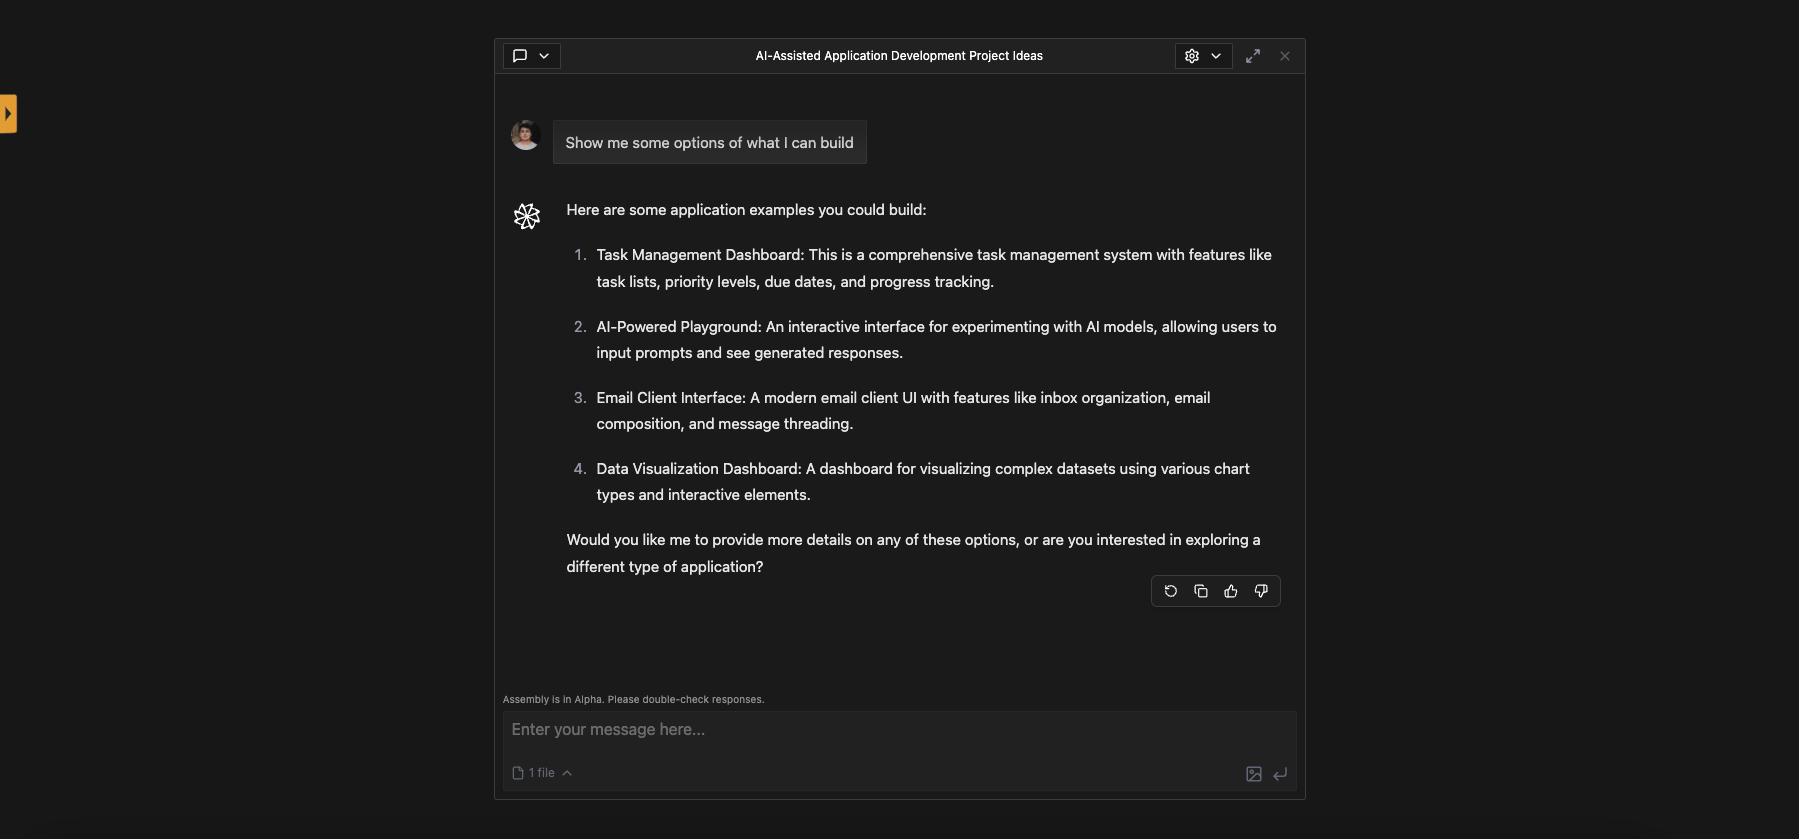 AI-Assisted Application Development Project Ideas
Show me some options of what I can build
Here are some application examples you could build:
1. Task Management Dashboard: This is a comprehensive task management system with features like
task lists, priority levels, due dates, and progress tracking.
2. AI-Powered Playground: An interactive interface for experimenting with AI models, allowing users to
input prompts and see generated responses.
3. Email Client Interface: A modern email client UI with features like inbox organization, email
composition, and message threading.
4. Data Visualization Dashboard: A dashboard for visualizing complex datasets using various chart
types and interactive elements.
Would you like me to provide more details on any of these options, or are you interested in exploring a
different type of application?
Assembly is in Alpha. Please double-check responses.
Enter your message here...
1 file